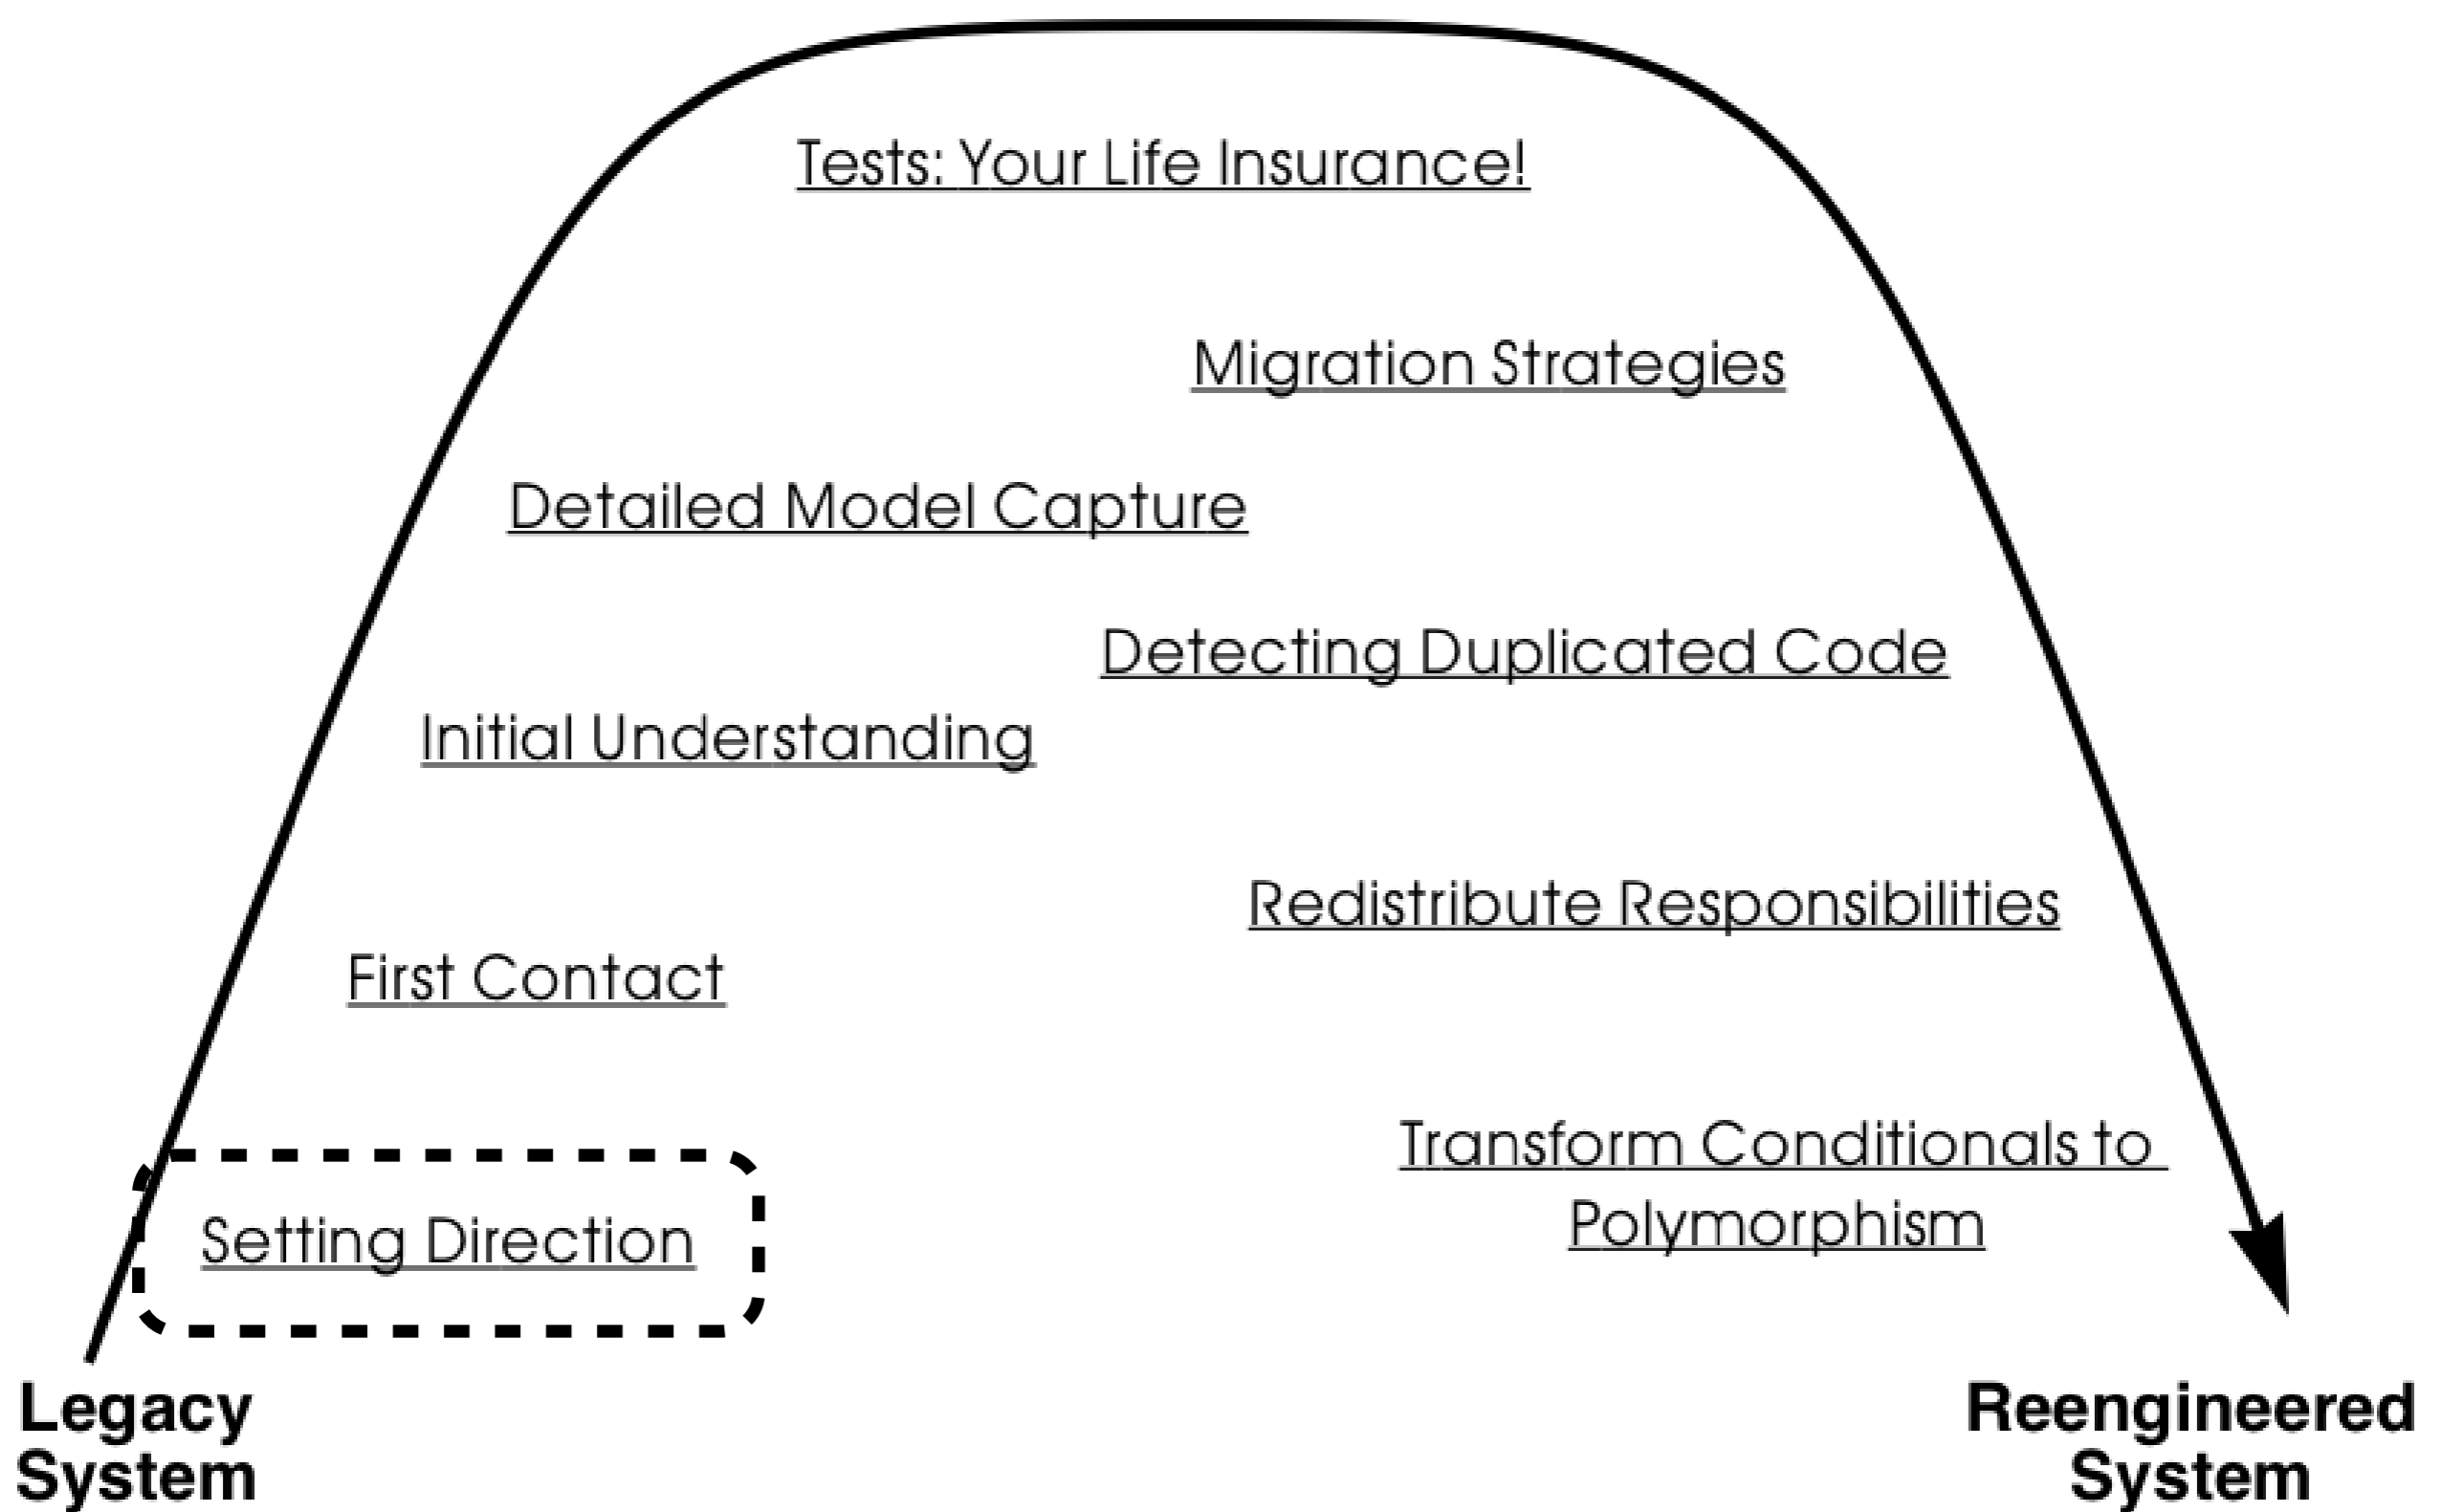 Tests: Your Life Insurance!
Migration Strategies
Detailed Model Capture
Detecting Duplicated Code
Initial Understanding
Redistribute Responsibilities
First Contact
Transform Conditionals to
Polymorphism
Setting Direction
Legacy
System
Reengineered
System